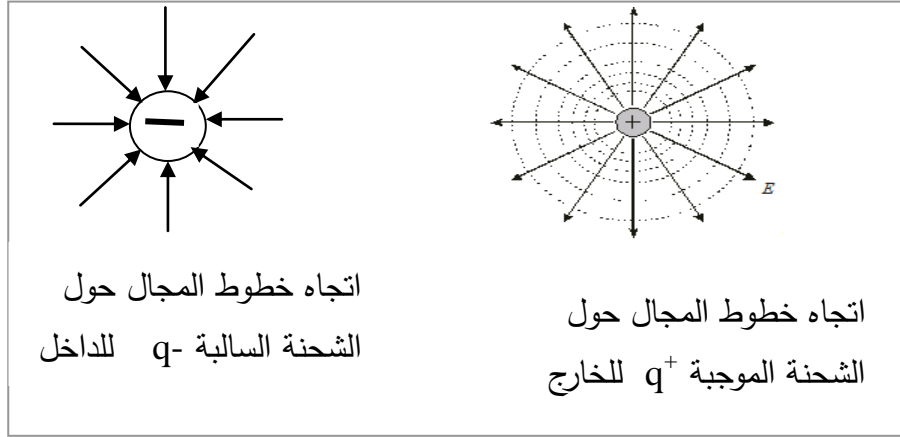 +
E
اتجاه خطوط المجال حول
الشحنة الموجبة q⁺ للخارج
اتجاه خطوط المجال حول
الشحنة السالبة q- للداخل